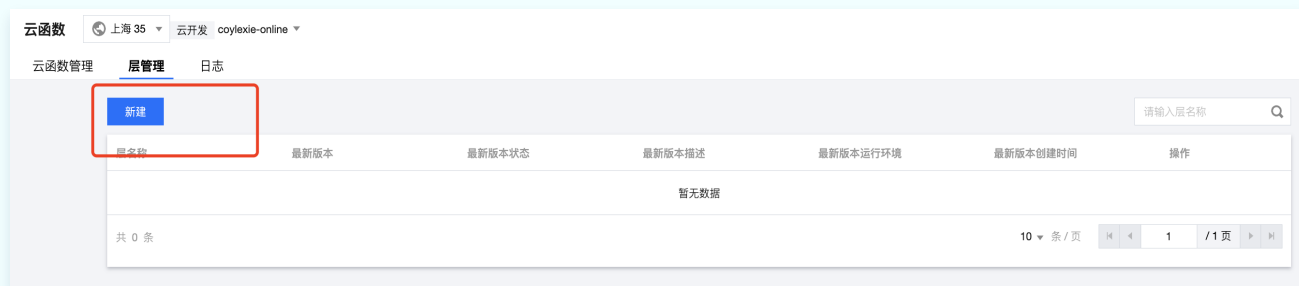 云函数 上海 35 云开发 coylexie-online
云函数管理 层管理 日志
新建 请输入层名称
层名称 最新版本 最新版本状态 最新版本描述 最新版本运行环境 最新版本创建时间 操作
暂无数据
共 0 条 10 条 / 页 1 / 1 页